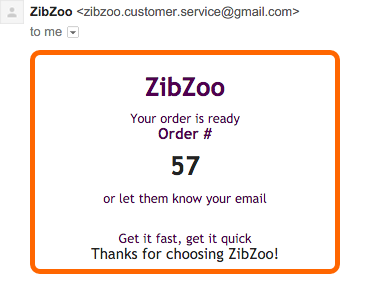 ZibZoo <zibzoo.customer.service@gmail.com>
to me
ZibZoo
Your order is ready
Order #
57
or let them know your email
Get it fast, get it quick
Thanks for choosing ZibZoo!